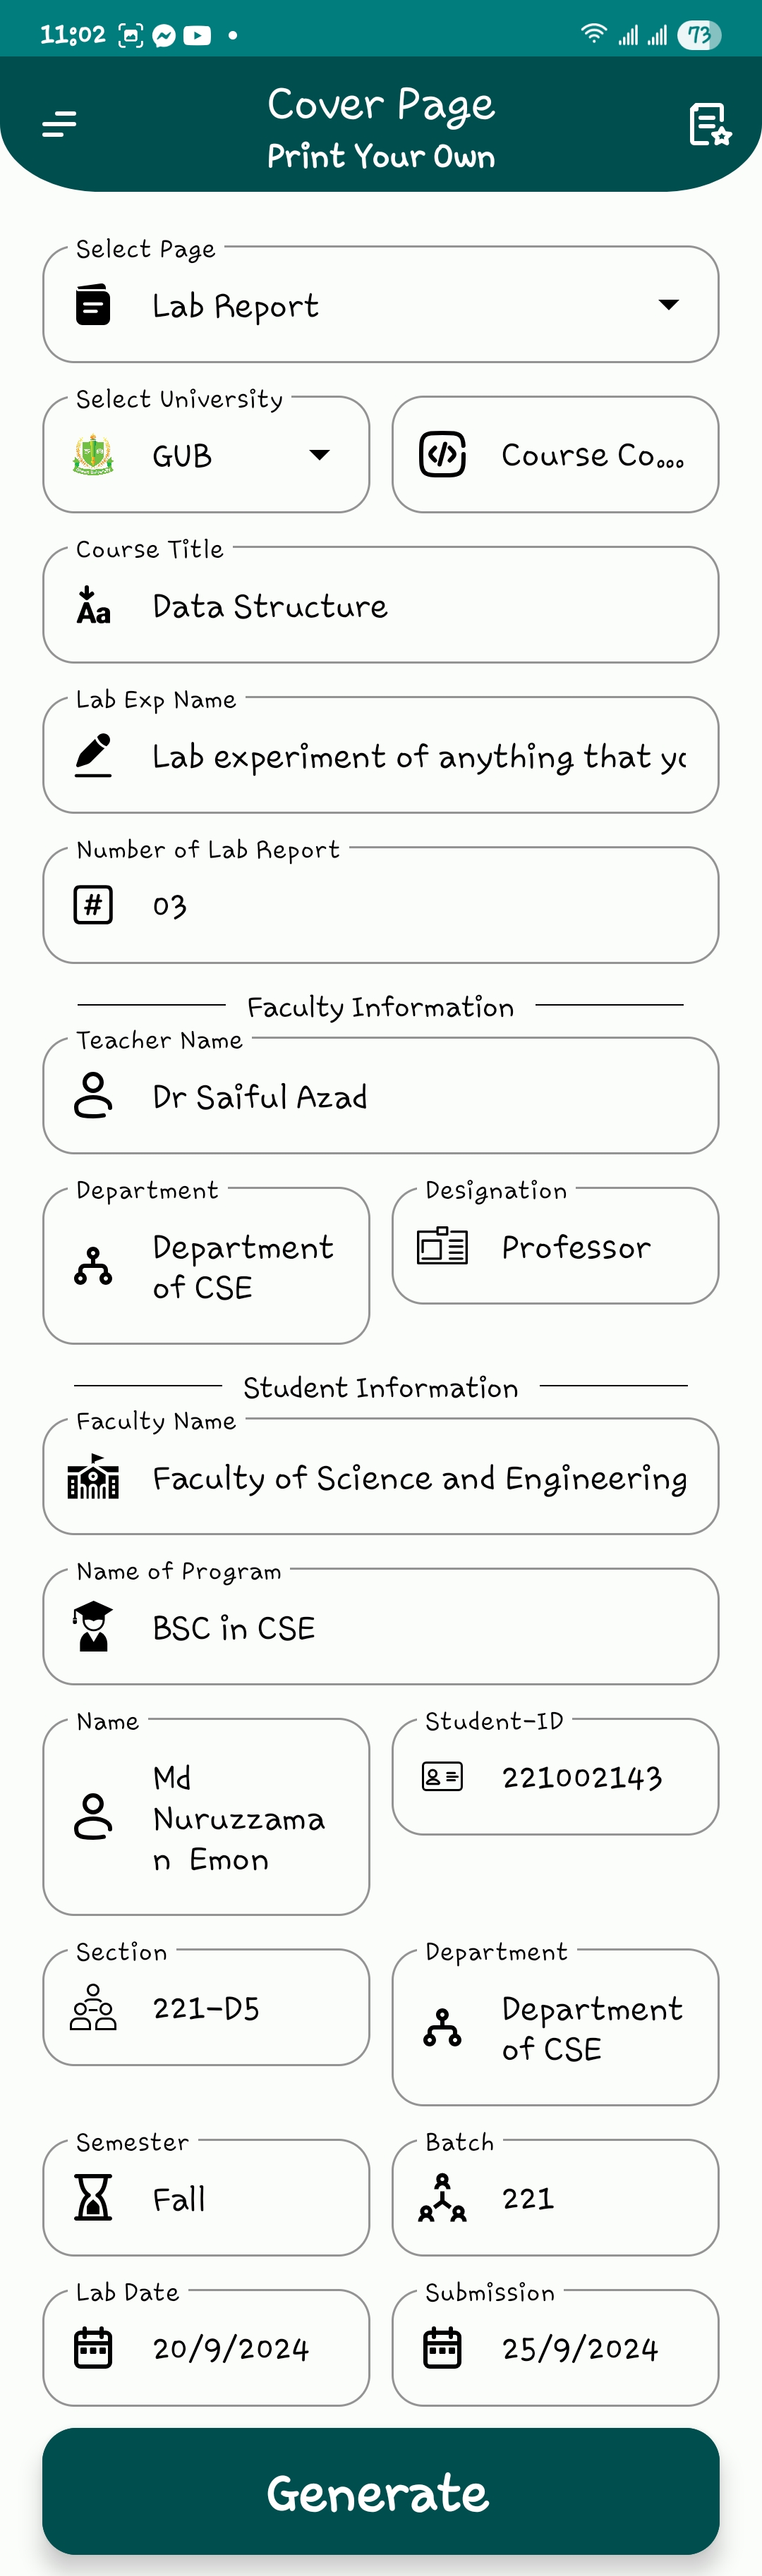 11:02
73
Cover Page
Print Your Own
Select Page
Lab Report
Select University
GUB
Course Co...
Course Title
Data Structure
Lab Exp Name
Lab experiment of anything that yo
Number of Lab Report
# 03
Faculty Information
Teacher Name
Dr Saiful Azad
Department
Designation
Department
of CSE
Professor
Student Information
Faculty Name
Faculty of Science and Engineering
Name of Program
BSC in CSE
Name
Student-ID
Md
Nuruzzama
n Emon
221002143
Section
Department
221-D5
Department
of CSE
Semester
Batch
Fall
221
Lab Date
Submission
20/9/2024
25/9/2024
Generate